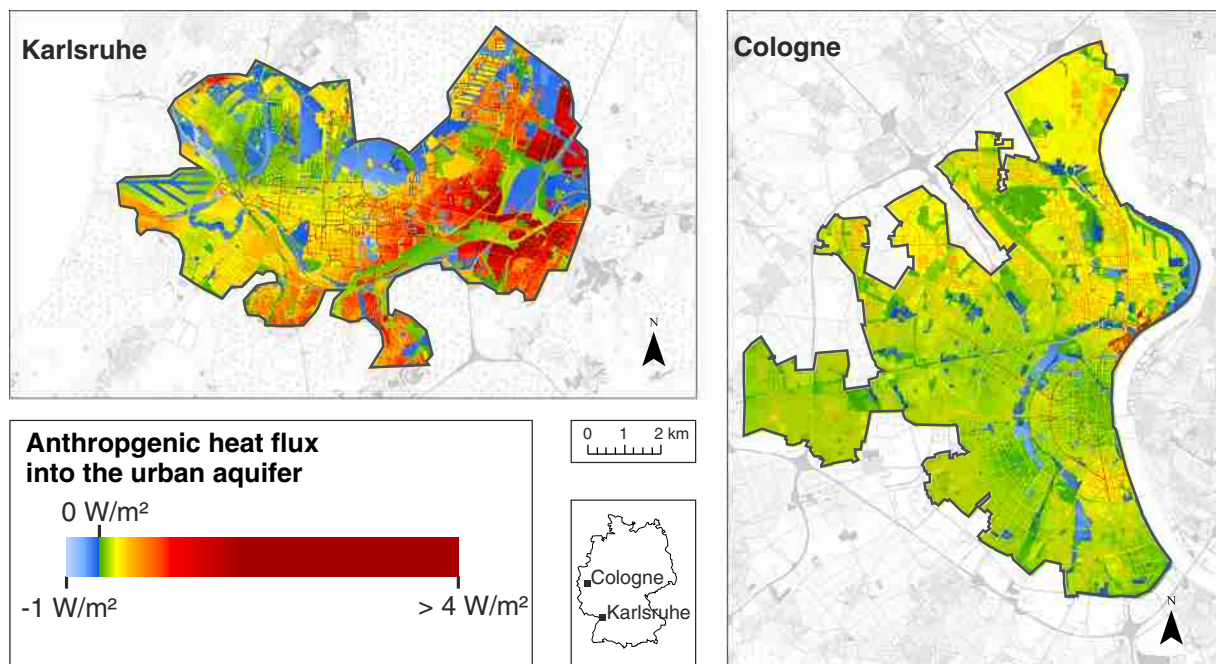 Karlsruhe
N
Cologne
Anthropgenic heat flux
into the urban aquifer
0 W/m²
-1 W/m²
> 4 W/m²
0 1 2 km
Cologne
Karlsruhe
N